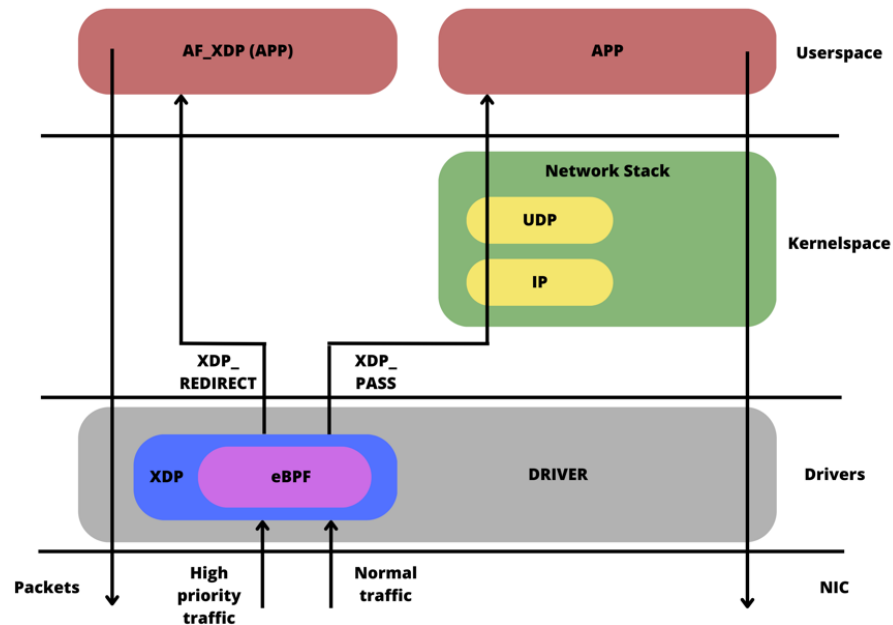 AF_XDP (APP)
APP
Userspace
Network Stack
UDP
Kernelspace
IP
XDP_
REDIRECT
XDP_
PASS
XDP
eBPF
DRIVER
Drivers
Packets
High
priority
traffic
Normal
traffic
NIC